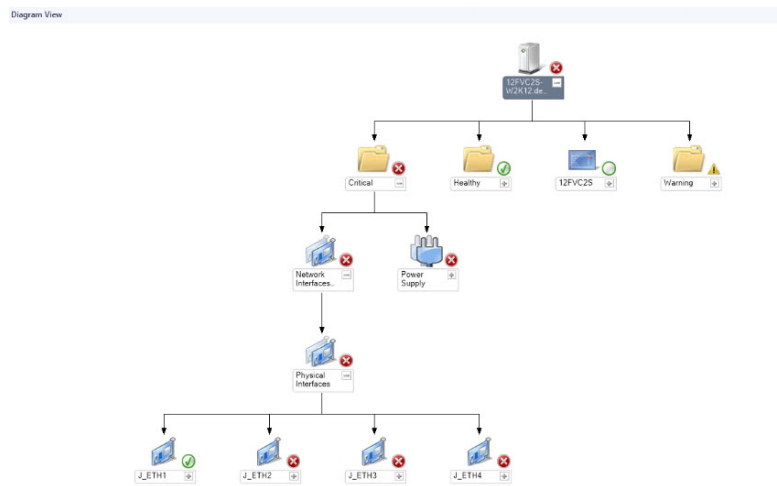 Diagram View
12FVC2S-
W2K12.de..
Critical
Healthy
12FVC2S
Warning
Network
Interfaces..
Power
Supply
Physical
Interfaces
J_ETH1
J_ETH2
J_ETH3
J_ETH4